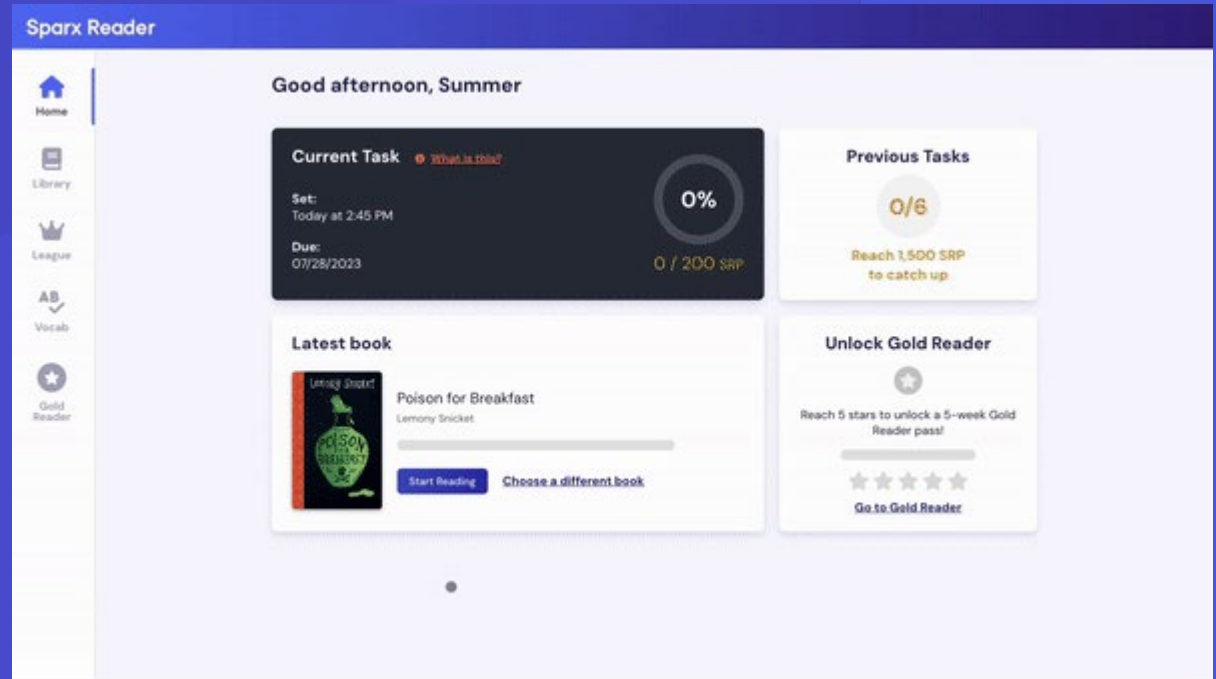 Sparx Reader
Home
Library
League
AB
Vocab
Gold
Reader
Good afternoon, Summer
Current Task
What is this?
Set:
Today at 2:45 PM
Due:
07/28/2023
0%
0 / 200 SRP
Previous Tasks
0/6
Reach 1,500 SRP
to catch up
Latest book
Lemony Snicket
POISON
FOR
BREAKFAST
Poison for Breakfast
Lemony Snicket
Start Reading
Choose a different book
Unlock Gold Reader
Reach 5 stars to unlock a 5-week Gold
Reader pass!
Go to Gold Reader